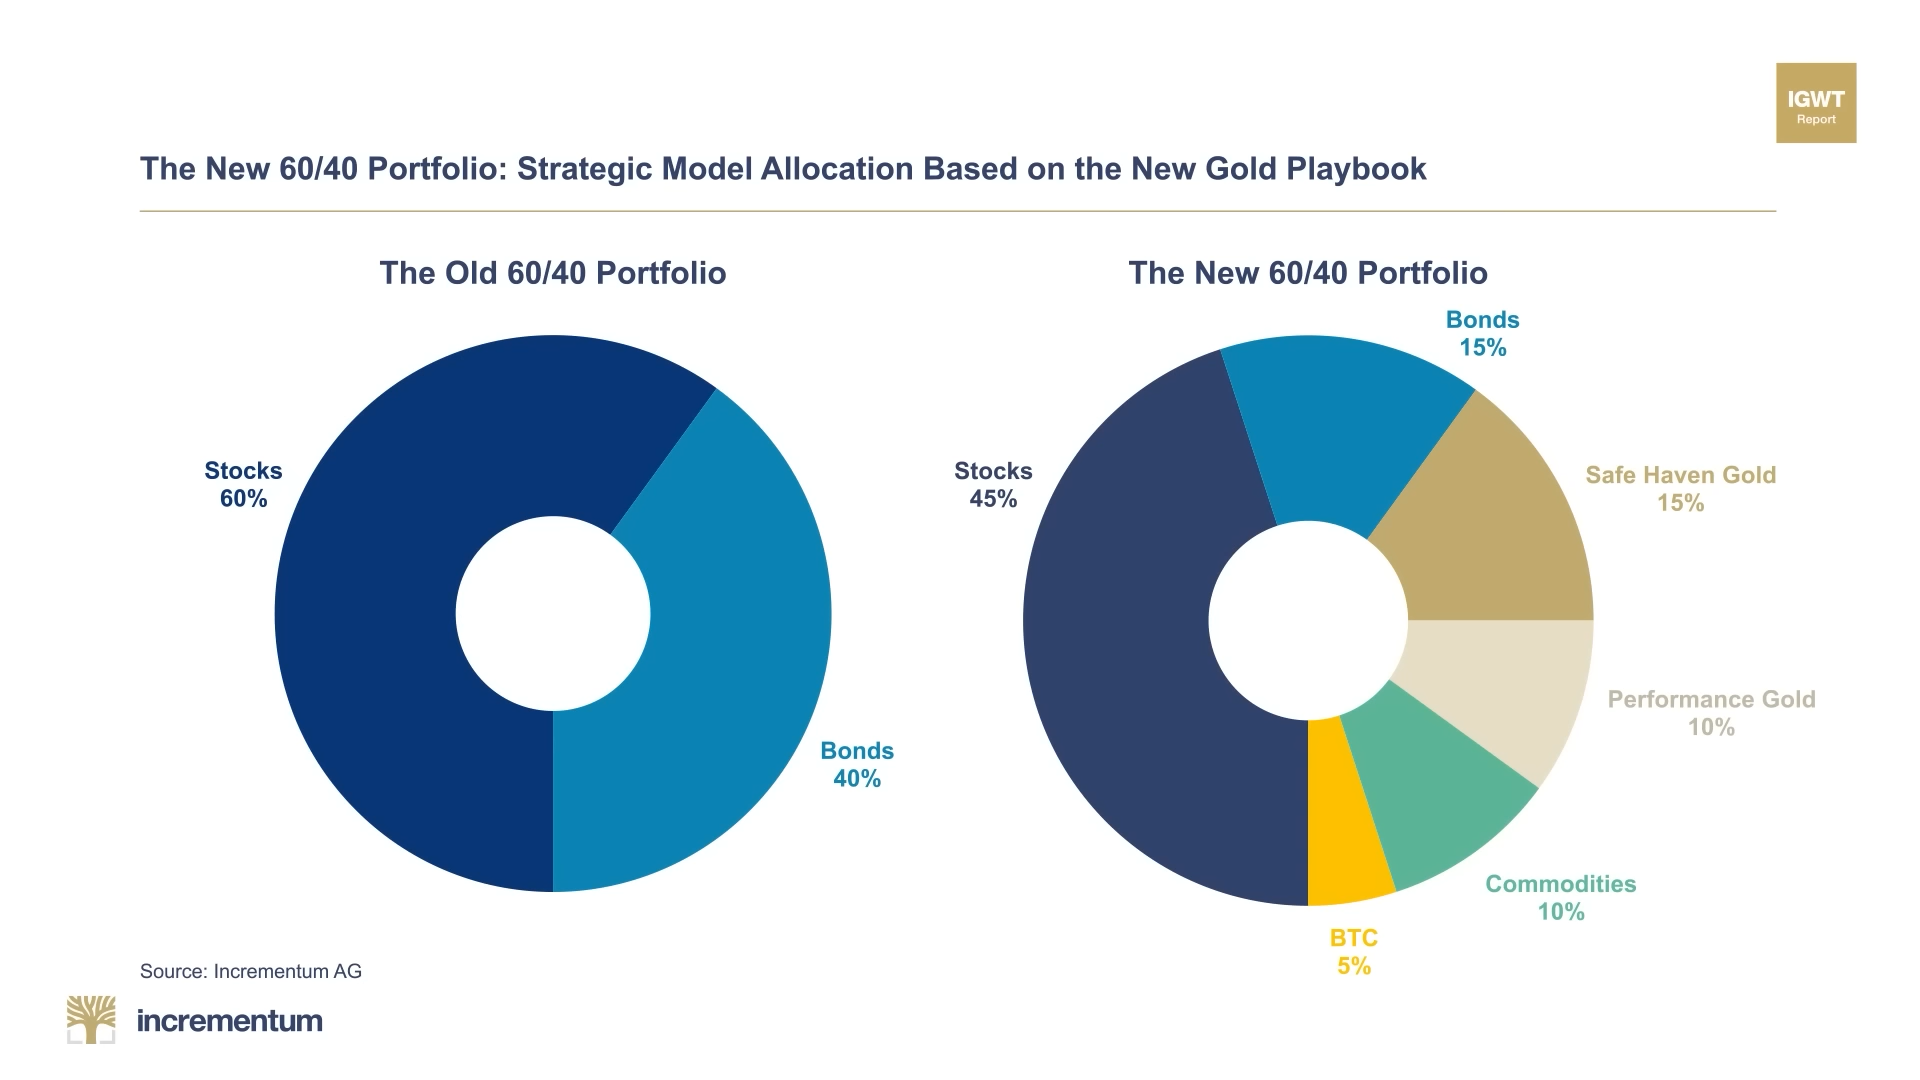 IGWT
Report
The New 60/40 Portfolio: Strategic Model Allocation Based on the New Gold Playbook
The Old 60/40 Portfolio
Stocks
60%
Bonds
40%
The New 60/40 Portfolio
Bonds
15%
Stocks
45%
Safe Haven Gold
15%
Performance Gold
10%
Commodities
10%
BTC
5%
Source: Incrementum AG
incrementum